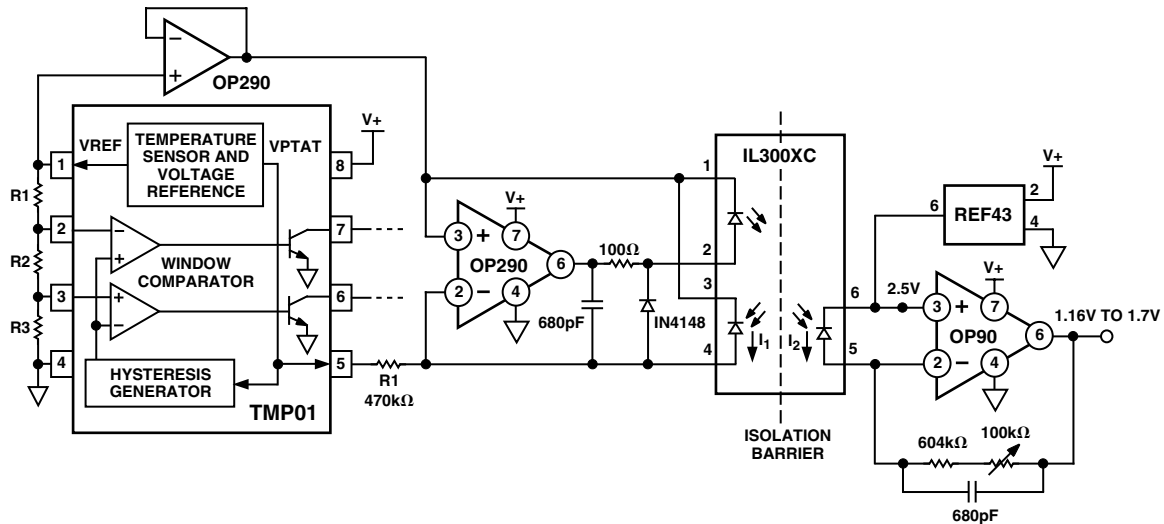 −
+
OP290
VREF
TEMPERATURE
SENSOR AND
VOLTAGE
REFERENCE
VPTAT
V+
1
8
R1
2
−
+
WINDOW
COMPARATOR
7
R2
3
+
−
6
R3
4
HYSTERESIS
GENERATOR
5
TMP01
R1
470kΩ
V+
3
+
7
OP290
6
2
−
4
100Ω
680pF
IN4148
IL300XC
1
2
3
4
I1
I2
6
5
ISOLATION
BARRIER
V+
6
REF43
2
4
2.5V
V+
3
+
7
OP90
6
2
−
4
1.16V TO 1.7V
604kΩ
100kΩ
680pF